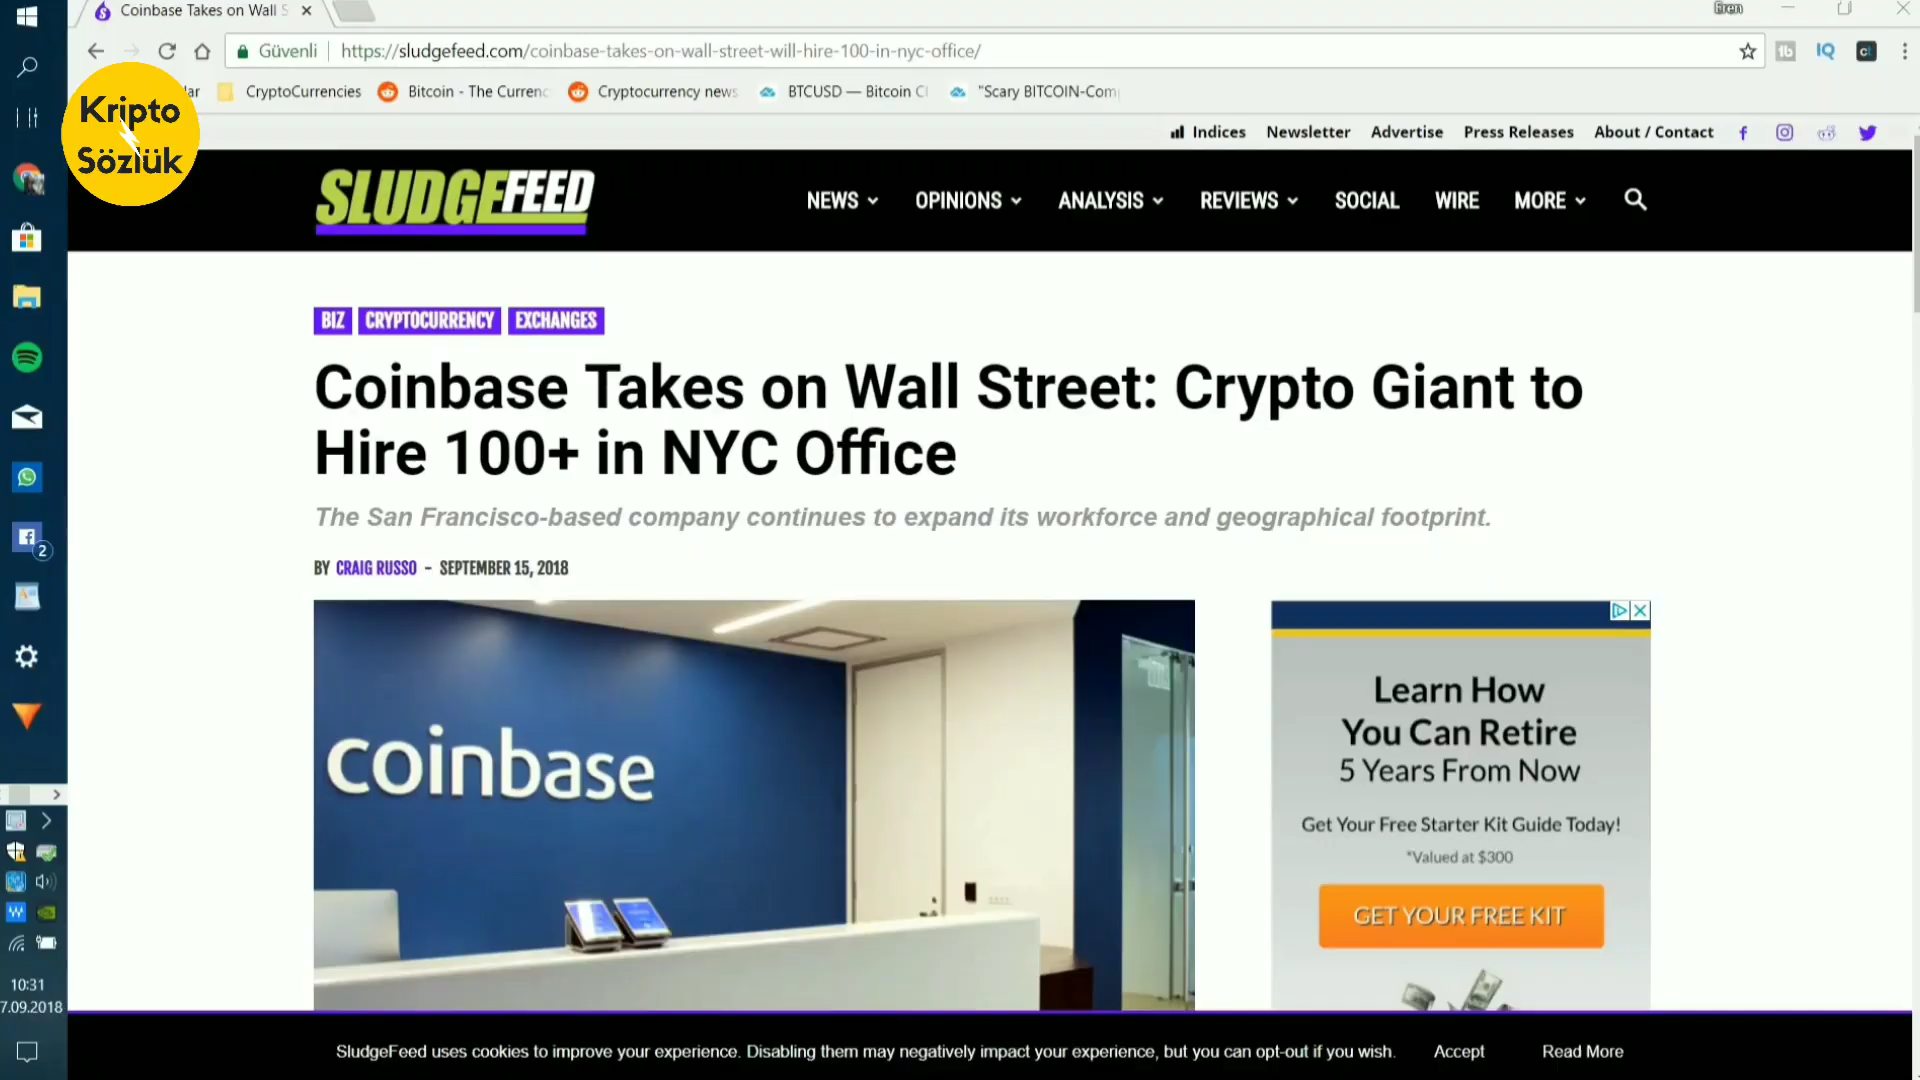 Coinbase Takes on Wall S
Eren
Güvenli
https://sludgefeed.com/coinbase-takes-on-wall-street-will-hire-100-in-nyc-office/
CryptoCurrencies
Bitcoin - The Currenc
Cryptocurrency news
BTCUSD — Bitcoin C
"Scary BITCOIN-Com
Kripto
Sözlük
Indices
Newsletter
Advertise
Press Releases
About / Contact
SLUDGEFEED
NEWS
OPINIONS
ANALYSIS
REVIEWS
SOCIAL
WIRE
MORE
BIZ
CRYPTOCURRENCY
EXCHANGES
Coinbase Takes on Wall Street: Crypto Giant to
Hire 100+ in NYC Office
The San Francisco-based company continues to expand its workforce and geographical footprint.
BY CRAIG RUSSO - SEPTEMBER 15, 2018
coinbase
Learn How
You Can Retire
5 Years From Now
Get Your Free Starter Kit Guide Today!
*Valued at $300
GET YOUR FREE KIT
2
10:31
7.09.2018
SludgeFeed uses cookies to improve your experience. Disabling them may negatively impact your experience, but you can opt-out if you wish.
Accept
Read More